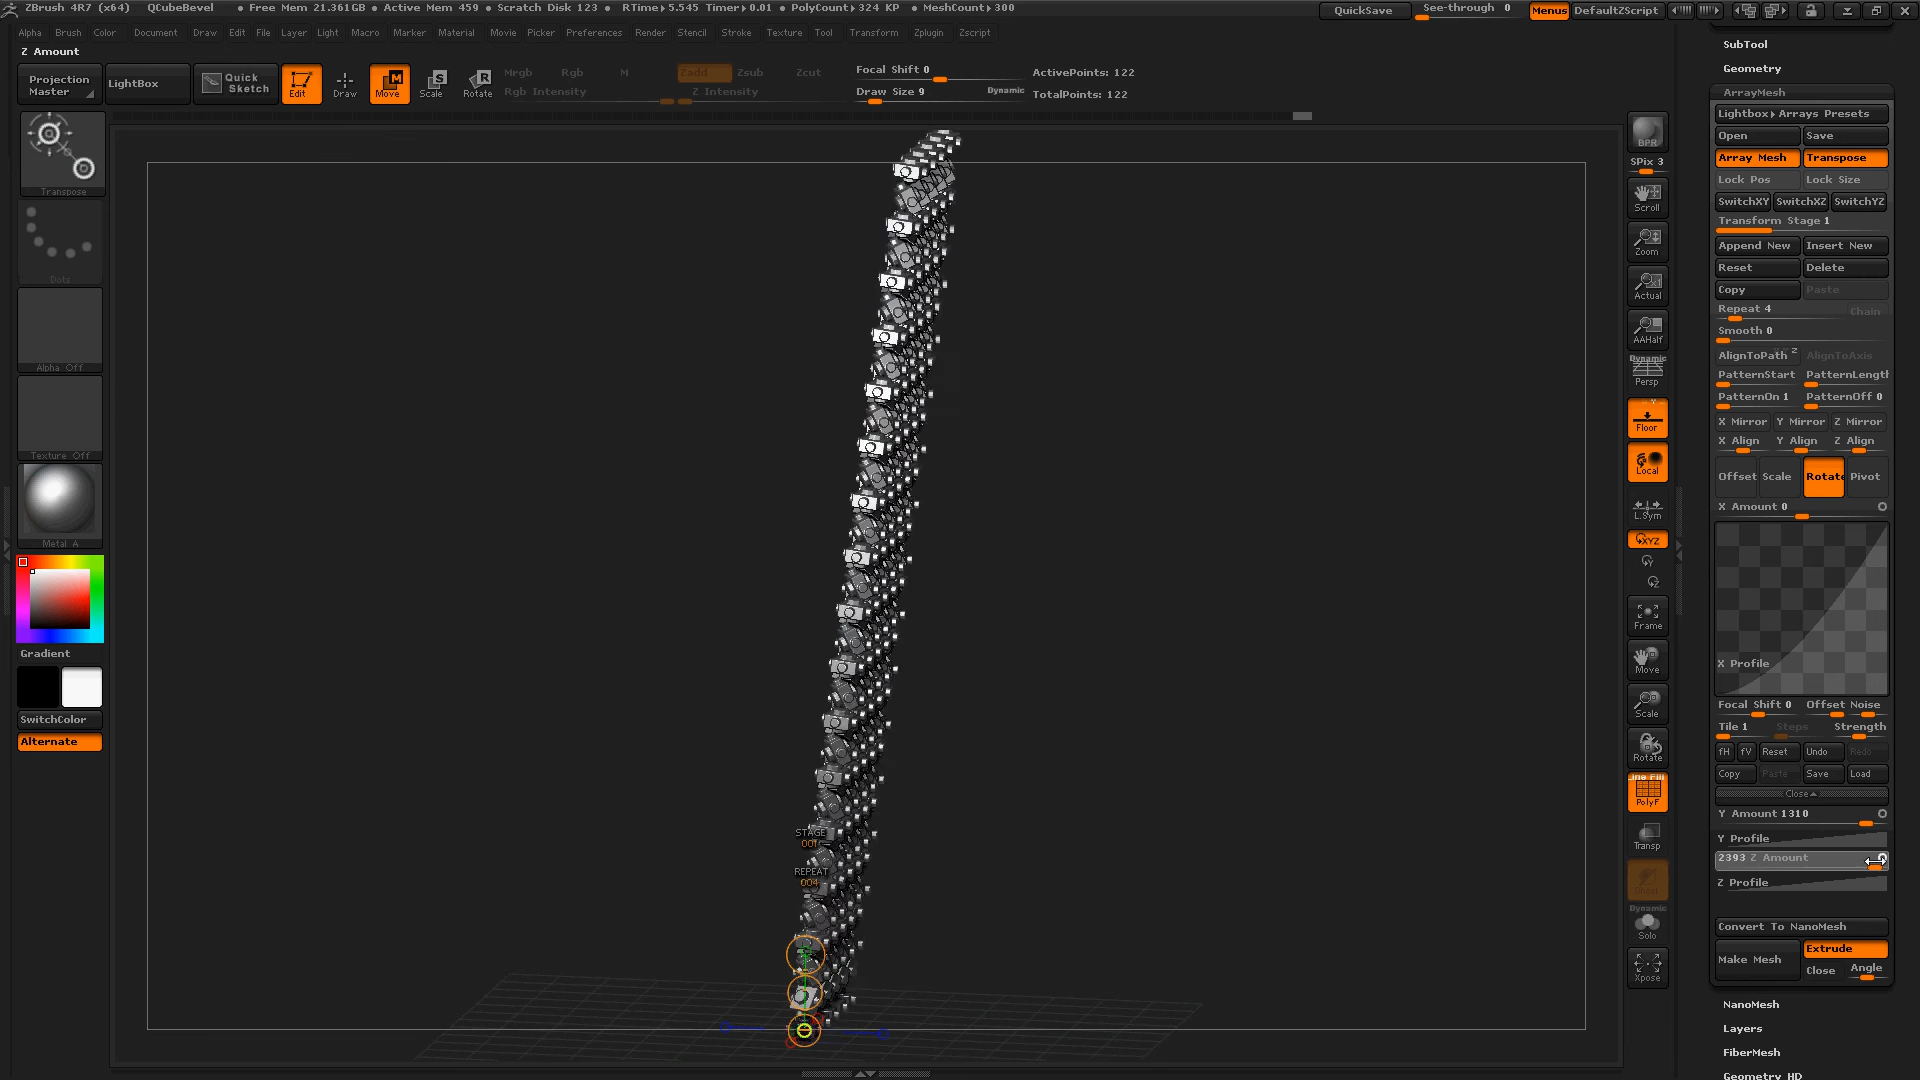 ZBrush 4R7 (x64) QCubeBevel • Free Mem 21.361GB • Active Mem 459 • Scratch Disk 123 • RTime▸5.545 Timer▸0.01 • PolyCount▸324 KP • MeshCount▸300 QuickSave See-through 0 Menus DefaultZScript
Alpha Brush Color Document Draw Edit File Layer Light Macro Marker Material Movie Picker Preferences Render Stencil Stroke Texture Tool Transform Zplugin Zscript
Z Amount
Projection Master
LightBox
Quick Sketch
Edit
Draw
Move
Scale
Rotate
Mrgb Rgb M
Rgb Intensity
Zadd Zsub Zcut
Z Intensity
Focal Shift 0
Draw Size 9
Dynamic
ActivePoints: 122
TotalPoints: 122
Transpose
Dots
Alpha Off
Texture Off
Metal A
Gradient
SwitchColor
Alternate
STAGE
001
REPEAT
004
BPR
SPix 3
Scroll
Zoom
Actual
AAHalf
Dynamic
Persp
Floor
Local
L.Sym
XYZ
Y
Z
Frame
Move
Scale
Rotate
Line Fill
PolyF
Transp
Ghost
Dynamic
Solo
Xpose
SubTool
Geometry
ArrayMesh
Lightbox▸Arrays Presets
Open Save
Array Mesh Transpose
Lock Pos Lock Size
SwitchXY SwitchXZ SwitchYZ
Transform Stage 1
Append New Insert New
Reset Delete
Copy Paste
Repeat 4 Chain
Smooth 0
AlignToPath AlignToAxis
PatternStart PatternLength
PatternOn 1 PatternOff 0
X Mirror Y Mirror Z Mirror
X Align Y Align Z Align
Offset Scale Rotate Pivot
X Amount 0
X Profile
Focal Shift 0 Offset Noise
Tile 1 Steps Strength
fH fV Reset Undo Redo
Copy Paste Save Load
Close
Y Amount 1310
Y Profile
2393 Z Amount
Z Profile
Convert To NanoMesh
Make Mesh
Extrude
Close Angle
NanoMesh
Layers
FiberMesh
Geometry HD